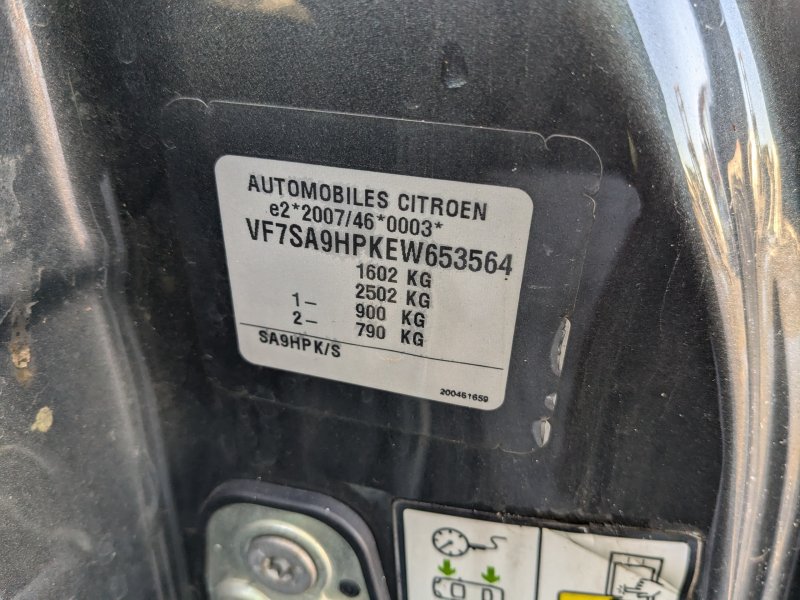 AUTOMOBILES CITROEN
e2*2007/46*0003*
VF7SA9HPKEW653564
1602 KG
2502 KG
1– 900 KG
2– 790 KG
SA9HPK/S
200461659